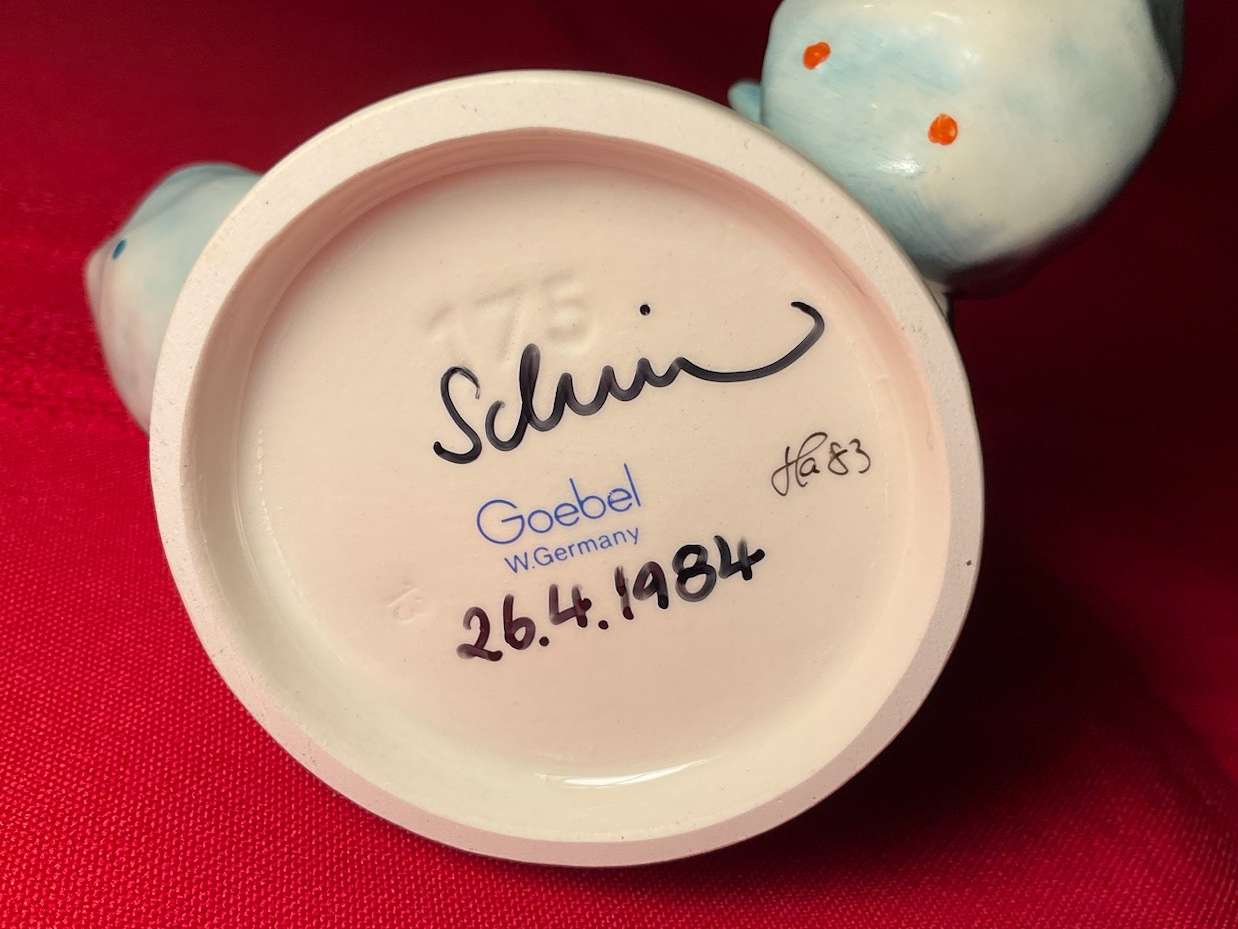 175
Schuin
Ha 83
Goebel
W.Germany
26.4.1984